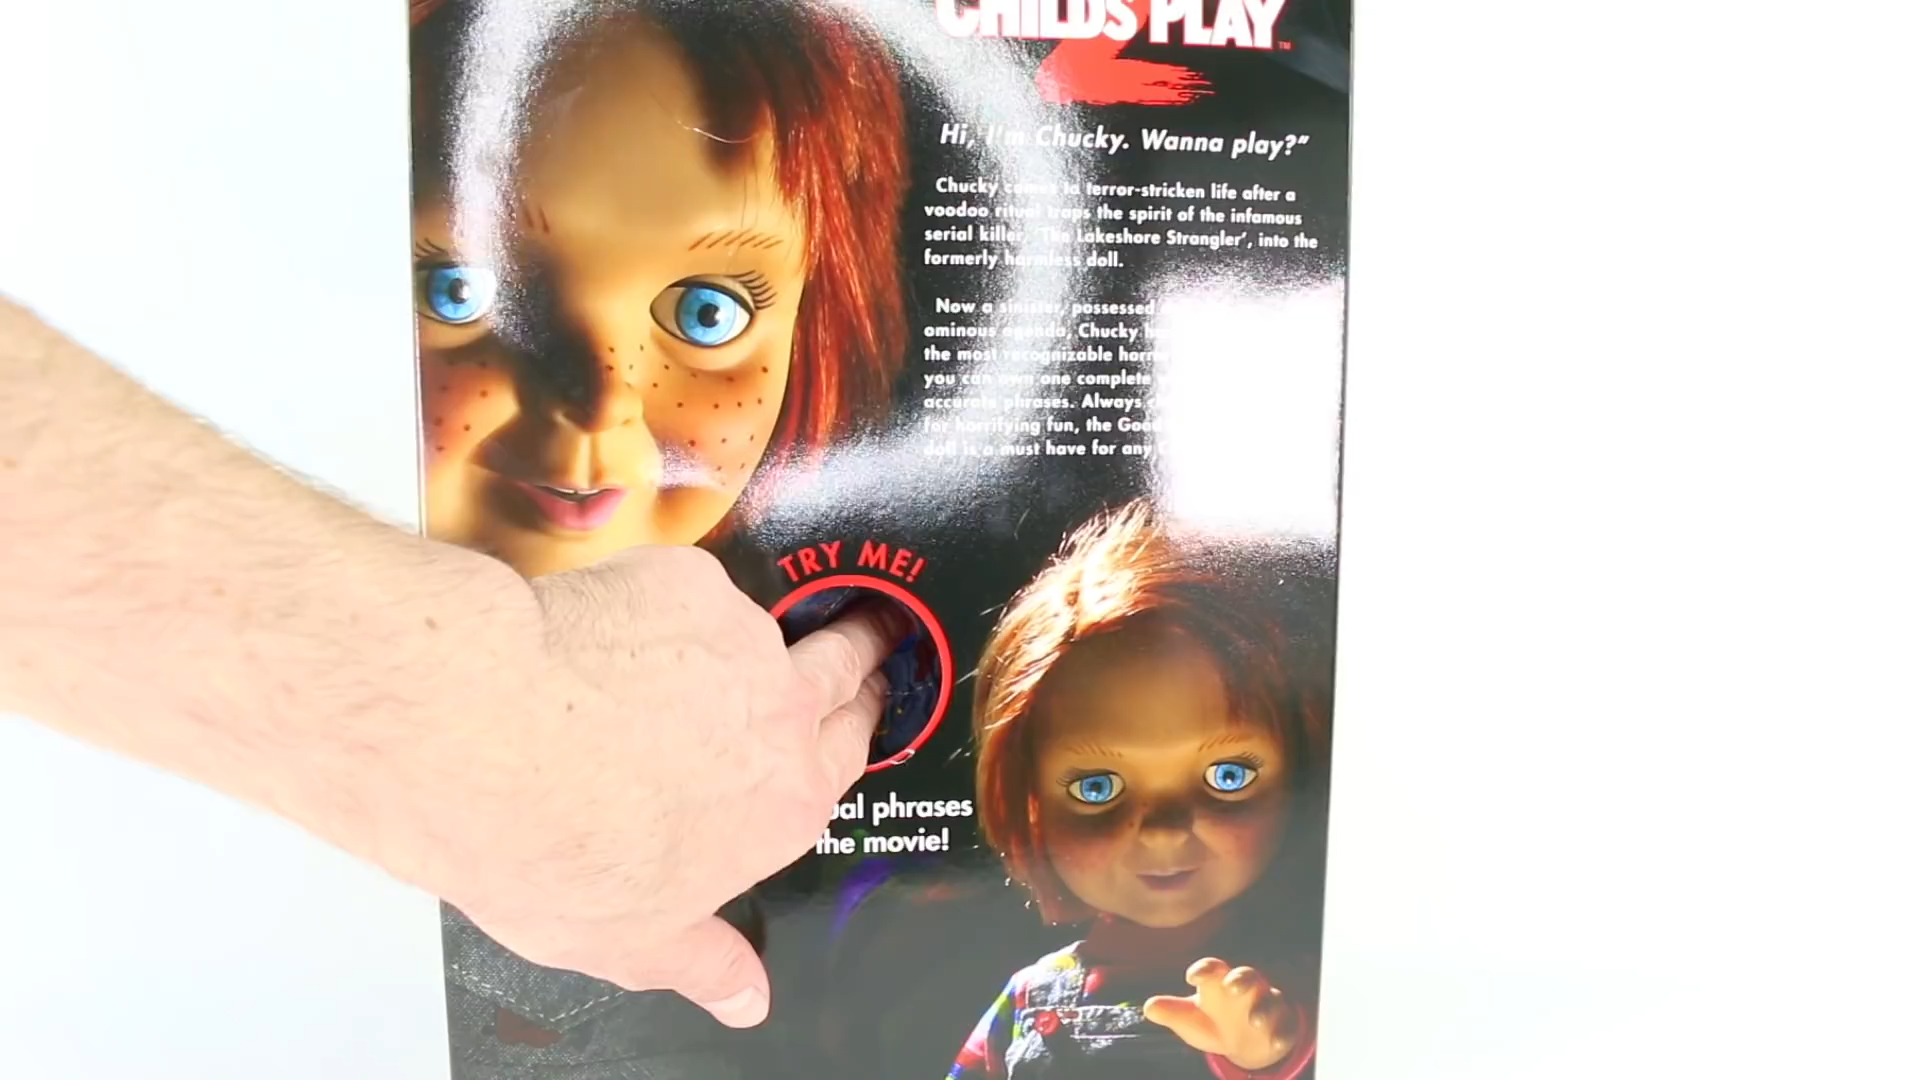 CHILD'S PLAY™
2
Hi, I'm Chucky. Wanna play?"
Chucky comes to terror-stricken life after a
voodoo ritual traps the spirit of the infamous
serial killer, 'The Lakeshore Strangler', into the
formerly harmless doll.
Now a sinister, possessed
ominous agenda, Chucky
the most recognizable
you can own one complete
accurate phrases. Always
for horrifying fun, the Good
doll is a must have for any
TRY ME!
phrases
the movie!